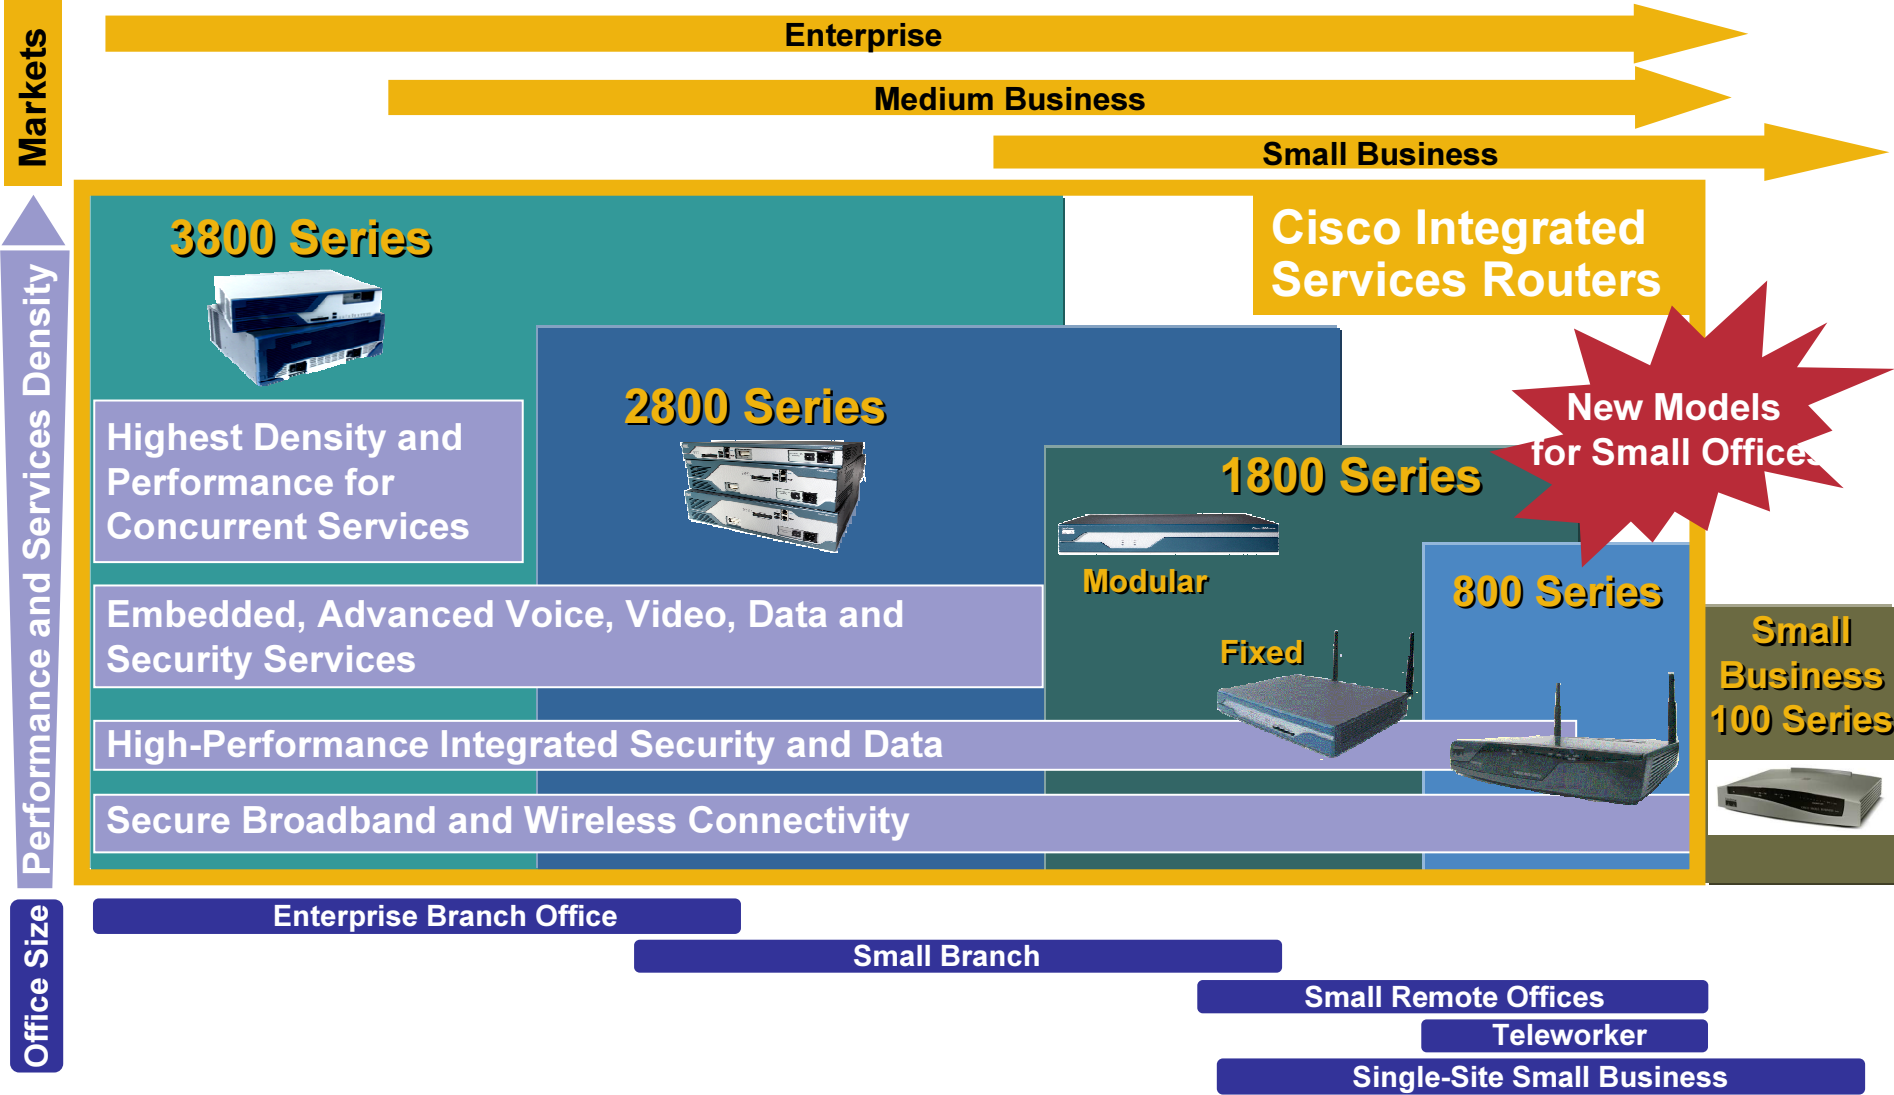 Markets
Enterprise
Medium Business
Small Business
Performance and Services Density
Cisco Integrated
Services Routers
3800 Series
2800 Series
1800 Series
New Models
for Small Offices
Highest Density and
Performance for
Concurrent Services
Modular
800 Series
Embedded, Advanced Voice, Video, Data and
Security Services
Fixed
Small
Business
100 Series
High-Performance Integrated Security and Data
Secure Broadband and Wireless Connectivity
Office Size
Enterprise Branch Office
Small Branch
Small Remote Offices
Teleworker
Single-Site Small Business